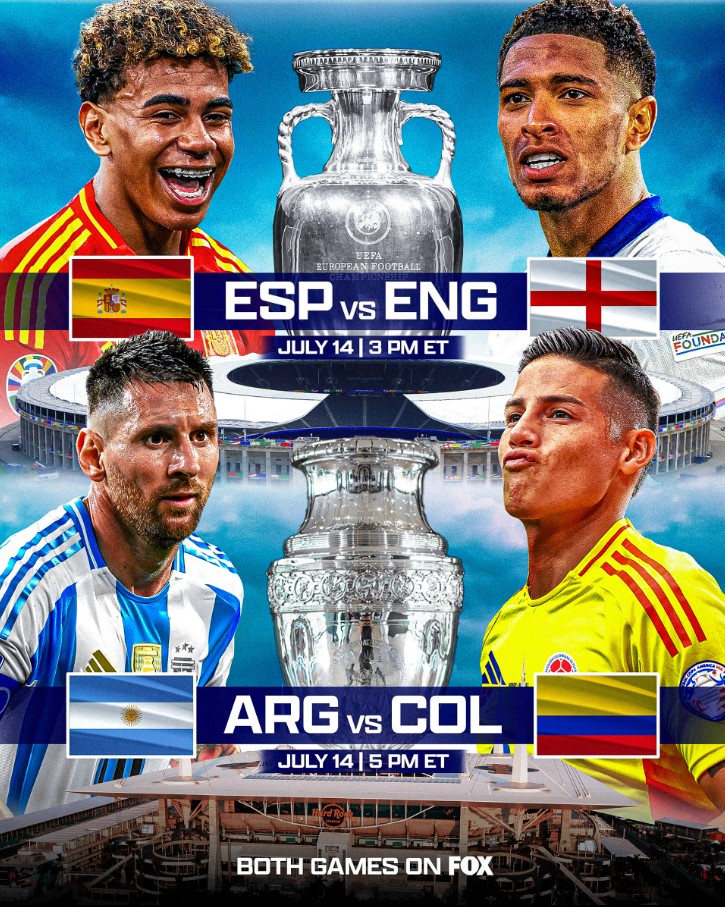 UEFA
EUROPEAN FOOTBALL
CHAMPIONSHIP
ESP vs ENG
JULY 14 | 3 PM ET
UEFA
FOUNDA
Hard Rock
ARG vs COL
JULY 14 | 5 PM ET
BOTH GAMES ON FOX